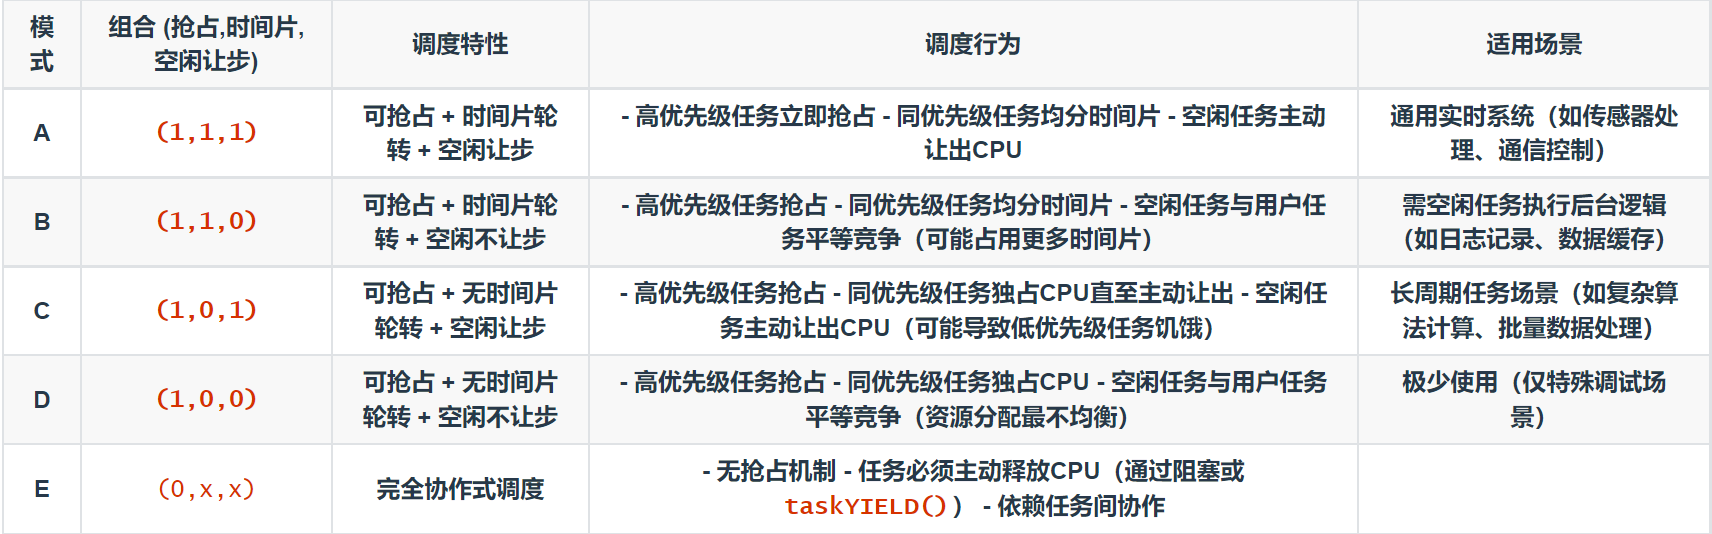 模
式
组合 (抢占,时间片,
空闲让步)
调度特性
调度行为
适用场景
A
(1,1,1)
可抢占 + 时间片轮
转 + 空闲让步
- 高优先级任务立即抢占 - 同优先级任务均分时间片 - 空闲任务主动
让出CPU
通用实时系统（如传感器处
理、通信控制）
B
(1,1,0)
可抢占 + 时间片轮
转 + 空闲不让步
- 高优先级任务抢占 - 同优先级任务均分时间片 - 空闲任务与用户任
务平等竞争（可能占用更多时间片）
需空闲任务执行后台逻辑
（如日志记录、数据缓存）
C
(1,0,1)
可抢占 + 无时间片
轮转 + 空闲让步
- 高优先级任务抢占 - 同优先级任务独占CPU直至主动让出 - 空闲任
务主动让出CPU（可能导致低优先级任务饥饿）
长周期任务场景（如复杂算
法计算、批量数据处理）
D
(1,0,0)
可抢占 + 无时间片
轮转 + 空闲不让步
- 高优先级任务抢占 - 同优先级任务独占CPU - 空闲任务与用户任务
平等竞争（资源分配最不均衡）
极少使用（仅特殊调试场
景）
E
(0,x,x)
完全协作式调度
- 无抢占机制 - 任务必须主动释放CPU（通过阻塞或
taskYIELD()） - 依赖任务间协作